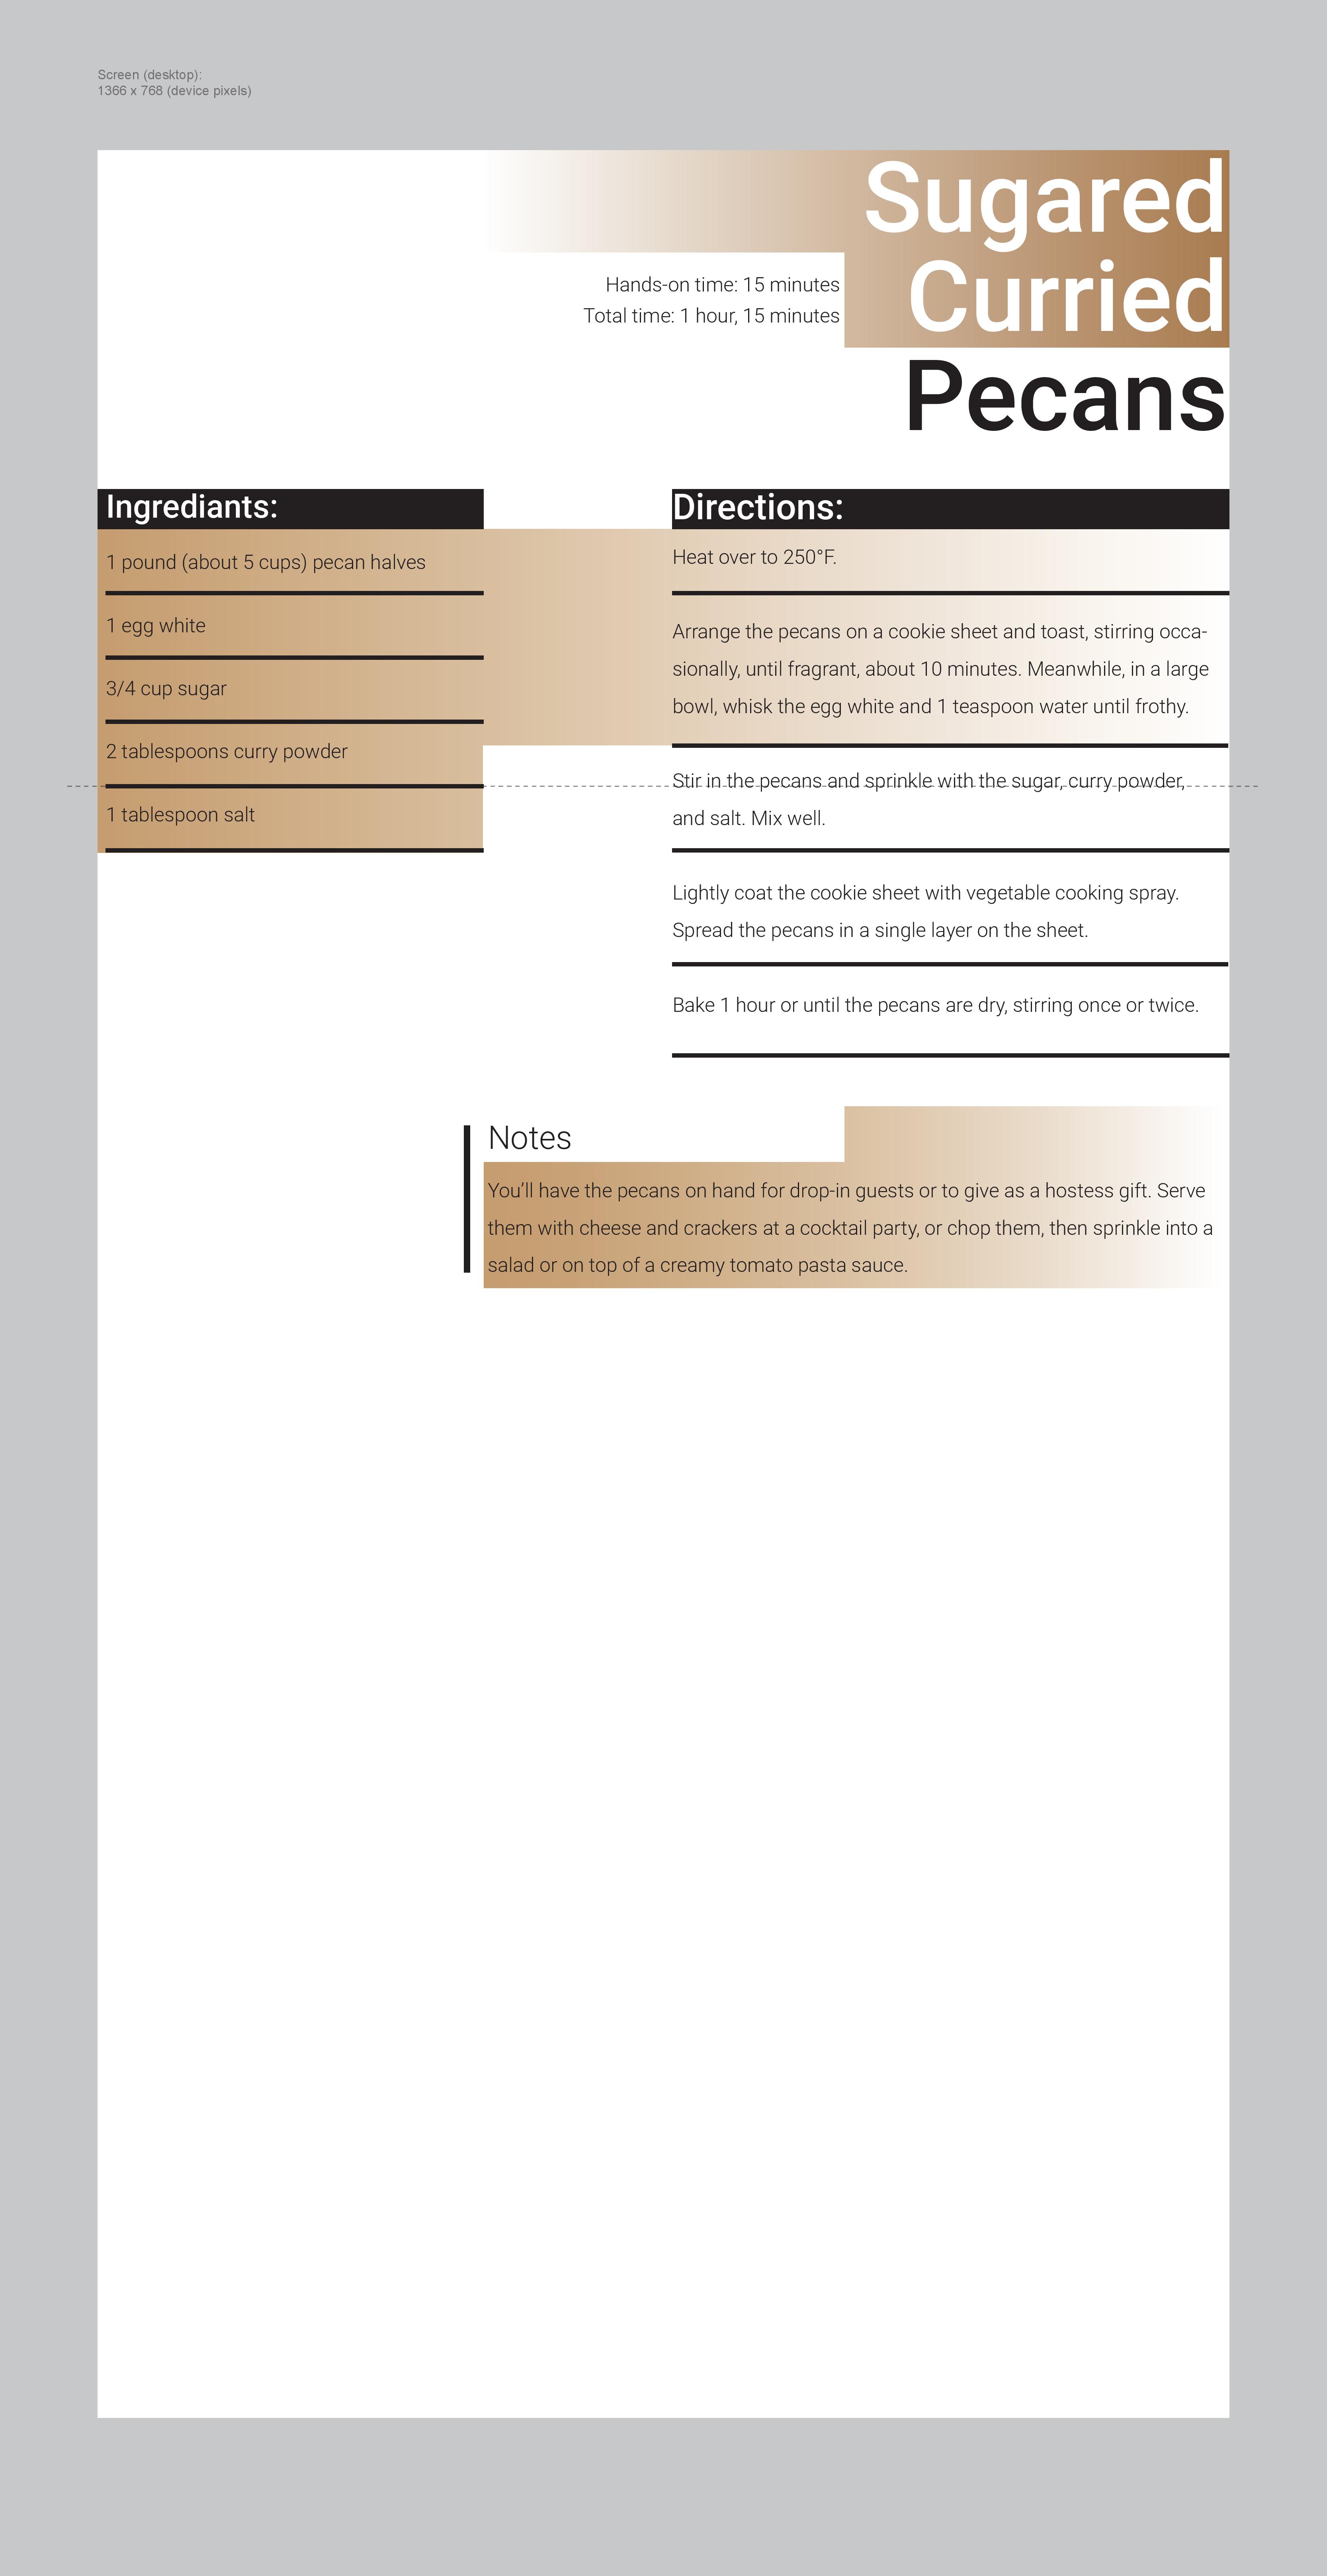 Screen (desktop):
1366 x 768 (device pixels)
Sugared
Curried
Pecans
Hands-on time: 15 minutes
Total time: 1 hour, 15 minutes
Ingrediants:
1 pound (about 5 cups) pecan halves
1 egg white
3/4 cup sugar
2 tablespoons curry powder
1 tablespoon salt
Directions:
Heat over to 250°F.
Arrange the pecans on a cookie sheet and toast, stirring occa-
sionally, until fragrant, about 10 minutes. Meanwhile, in a large
bowl, whisk the egg white and 1 teaspoon water until frothy.
Stir in the pecans and sprinkle with the sugar, curry powder,
and salt. Mix well.
Lightly coat the cookie sheet with vegetable cooking spray.
Spread the pecans in a single layer on the sheet.
Bake 1 hour or until the pecans are dry, stirring once or twice.
Notes
You’ll have the pecans on hand for drop-in guests or to give as a hostess gift. Serve
them with cheese and crackers at a cocktail party, or chop them, then sprinkle into a
salad or on top of a creamy tomato pasta sauce.